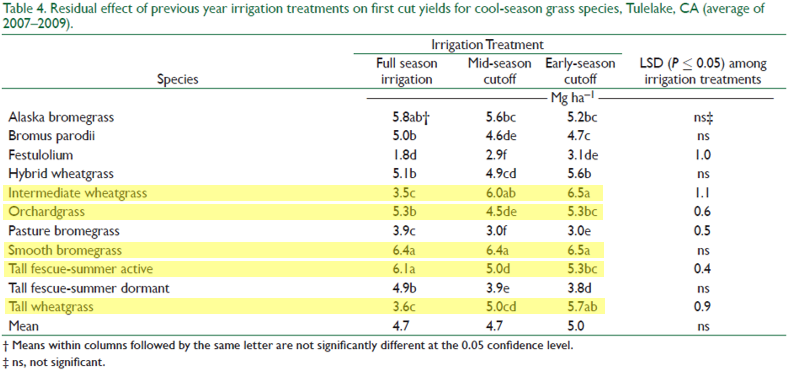 Table 4. Residual effect of previous year irrigation treatments on first cut yields for cool-season grass species, Tulelake, CA (average of
2007–2009).
Irrigation Treatment
Species Full season irrigation Mid-season cutoff Early-season cutoff LSD (P ≤ 0.05) among irrigation treatments
Mg ha–1
Alaska bromegrass 5.8ab† 5.6bc 5.2bc ns‡
Bromus parodii 5.0b 4.6de 4.7c ns
Festulolium 1.8d 2.9f 3.1de 1.0
Hybrid wheatgrass 5.1b 4.9cd 5.6b ns
Intermediate wheatgrass 3.5c 6.0ab 6.5a 1.1
Orchardgrass 5.3b 4.5de 5.3bc 0.6
Pasture bromegrass 3.9c 3.0f 3.0e 0.5
Smooth bromegrass 6.4a 6.4a 6.5a ns
Tall fescue-summer active 6.1a 5.0d 5.3bc 0.4
Tall fescue-summer dormant 4.9b 3.9e 3.8d ns
Tall wheatgrass 3.6c 5.0cd 5.7ab 0.9
Mean 4.7 4.7 5.0 ns
† Means within columns followed by the same letter are not significantly different at the 0.05 confidence level.
‡ ns, not significant.